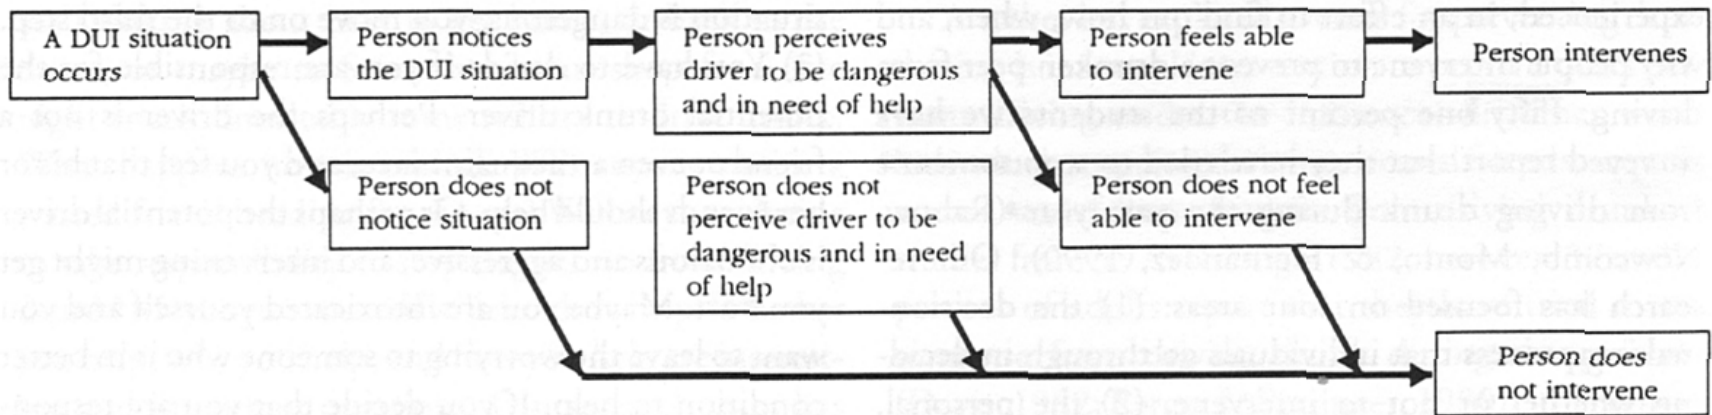 A DUI situation
occurs
Person notices
the DUI situation
Person perceives
driver to be dangerous
and in need of help
Person feels able
to intervene
Person intervenes
Person does not
notice situation
Person does not
perceive driver to be
dangerous and in need
of help
Person does not feel
able to intervene
Person does
not intervene